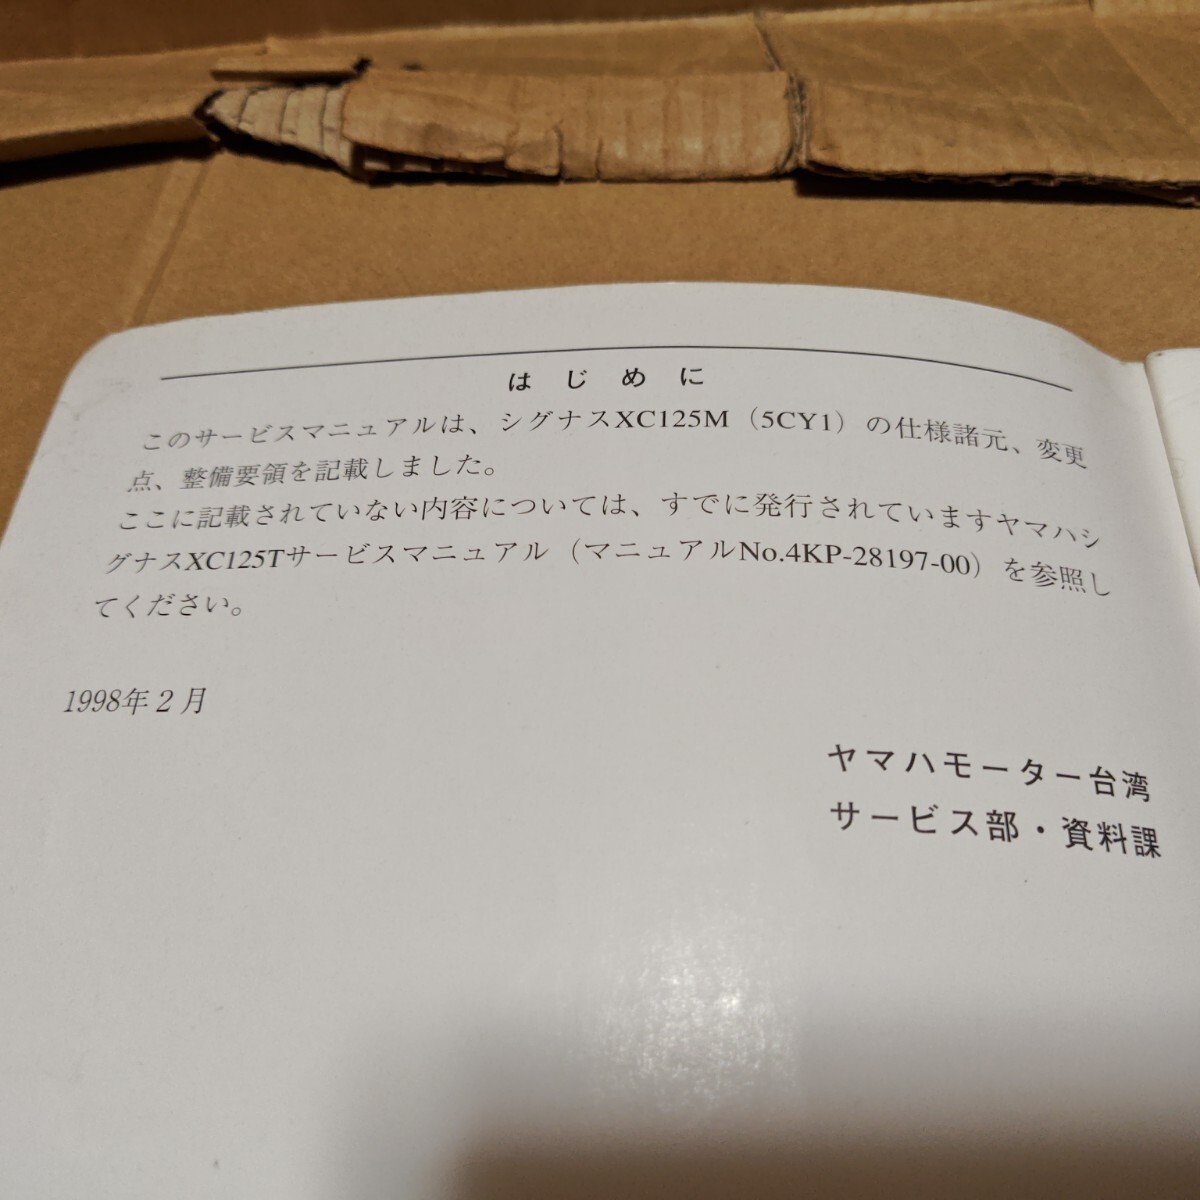 はじめに
このサービスマニュアルは、シグナスXC125M（5CY1）の仕様諸元、変更
点、整備要領を記載しました。
ここに記載されていない内容については、すでに発行されていますヤマハシ
グナスXC125Tサービスマニュアル（マニュアルNo.4KP-28197-00）を参照し
てください。
1998年2月
ヤマハモーター台湾
サービス部・資料課